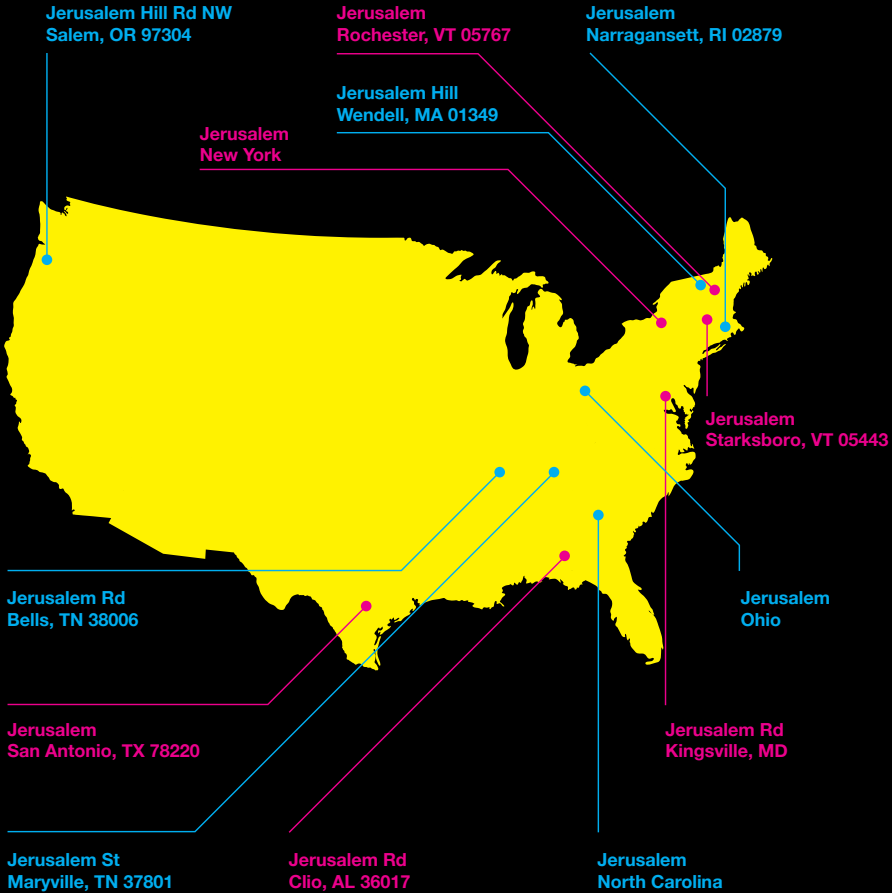 Jerusalem Hill Rd NW
Salem, OR 97304
Jerusalem
Rochester, VT 05767
Jerusalem
Narragansett, RI 02879
Jerusalem Hill
Wendell, MA 01349
Jerusalem
New York
Jerusalem
Starksboro, VT 05443
Jerusalem Rd
Bells, TN 38006
Jerusalem
Ohio
Jerusalem
San Antonio, TX 78220
Jerusalem Rd
Kingsville, MD
Jerusalem St
Maryville, TN 37801
Jerusalem Rd
Clio, AL 36017
Jerusalem
North Carolina